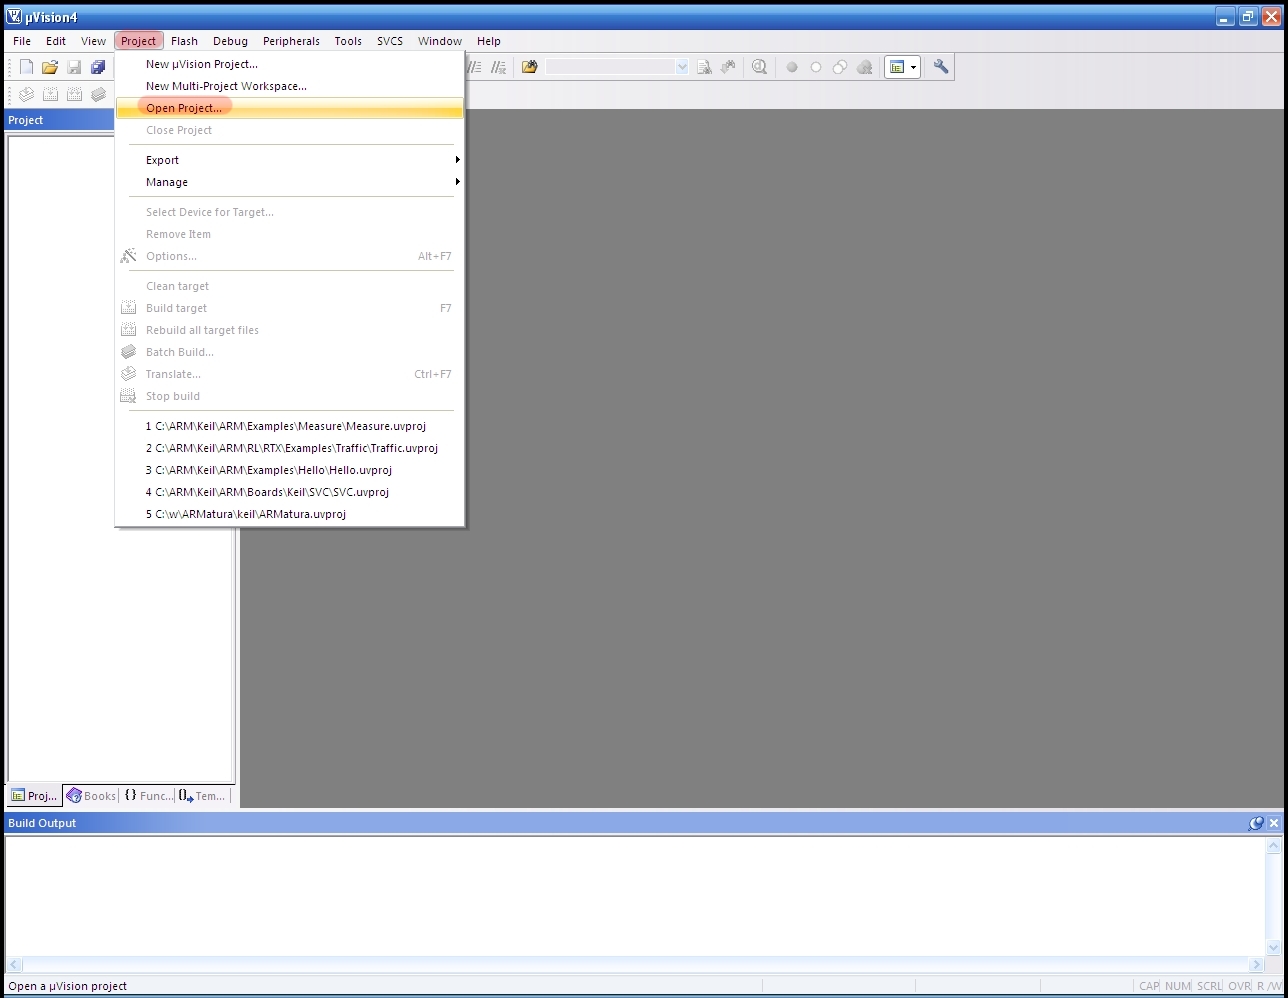 µVision4
File Edit View Project Flash Debug Peripherals Tools SVCS Window Help
New µVision Project...
New Multi-Project Workspace...
Open Project...
Close Project
Export
Manage
Select Device for Target...
Remove Item
Options... Alt+F7
Clean target
Build target F7
Rebuild all target files
Batch Build...
Translate... Ctrl+F7
Stop build
1 C:\ARM\Keil\ARM\Examples\Measure\Measure.uvproj
2 C:\ARM\Keil\ARM\RL\RTX\Examples\Traffic\Traffic.uvproj
3 C:\ARM\Keil\ARM\Examples\Hello\Hello.uvproj
4 C:\ARM\Keil\ARM\Boards\Keil\SVC\SVC.uvproj
5 C:\w\ARMatura\keil\ARMatura.uvproj
Project
Proj... Books {} Func... {} Tem...
Build Output
Open a µVision project CAP NUM SCRL OVR R/W